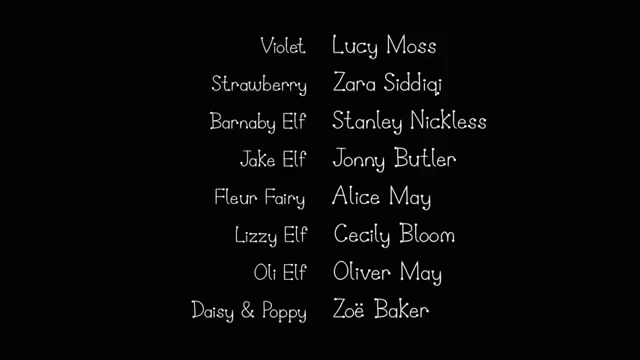 Violet Lucy Moss
Strawberry Zara Siddiqi
Barnaby Elf Stanley Nickless
Jake Elf Jonny Butler
Fleur Fairy Alice May
Lizzy Elf Cecily Bloom
Oli Elf Oliver May
Daisy & Poppy Zoë Baker